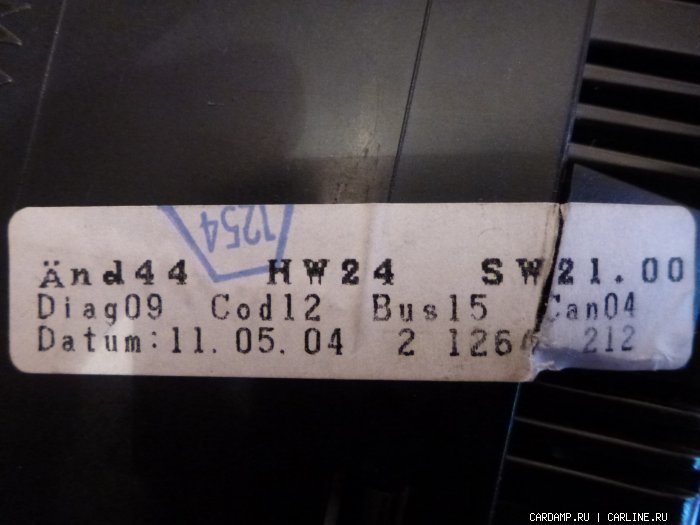 1254
Änd44 HW24 SW21.00
Diag09 Cod12 Bus15 Can04
Datum:11.05.04 2 1264 212
CARDAMP.RU | CARLINE.RU